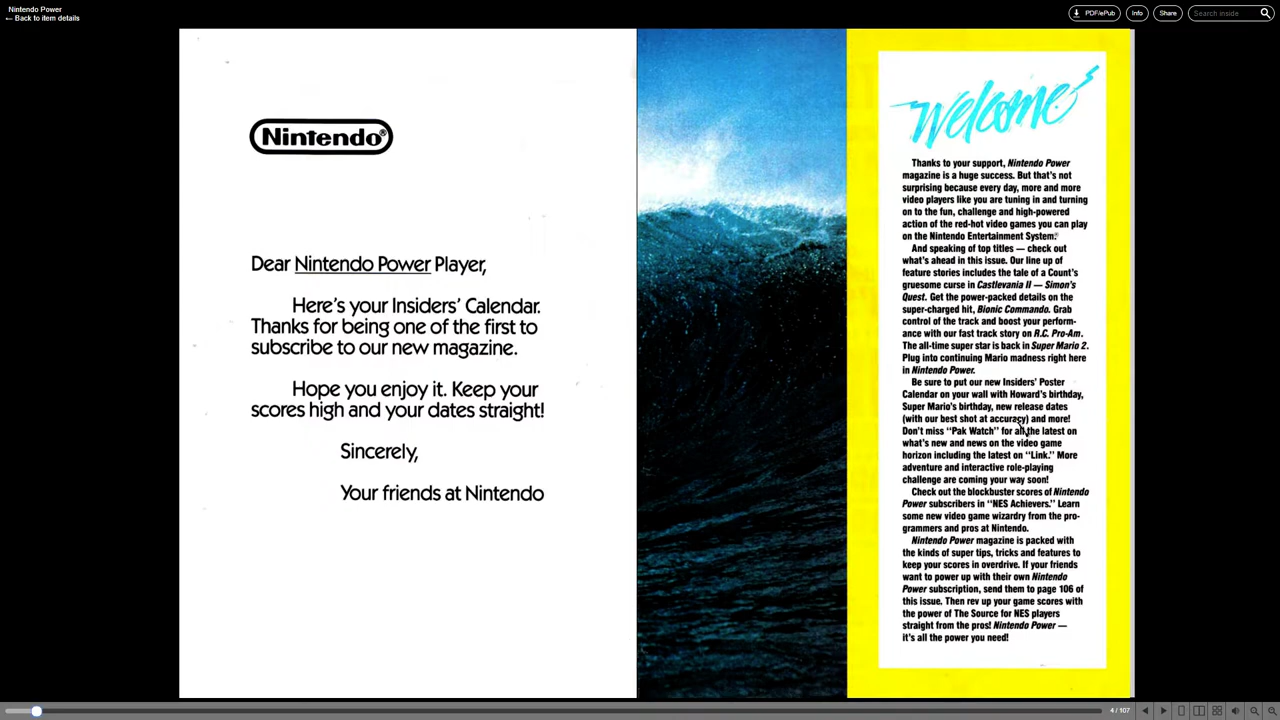 Nintendo Power
← Back to item details
PDF/ePub
Info
Share
Search inside
Nintendo®
Dear Nintendo Power Player,
Here's your Insiders' Calendar.
Thanks for being one of the first to
subscribe to our new magazine.
Hope you enjoy it. Keep your
scores high and your dates straight!
Sincerely,
Your friends at Nintendo
Welcome
Thanks to your support, Nintendo Power
magazine is a huge success. But that's not
surprising because every day, more and more
video players like you are tuning in and turning
on to the fun, challenge and high-powered
action of the red-hot video games you can play
on the Nintendo Entertainment System.®
And speaking of top titles — check out
what's ahead in this issue. Our line up of
feature stories includes the tale of a Count's
gruesome curse in Castlevania II — Simon's
Quest. Get the power-packed details on the
super-charged hit, Bionic Commando. Grab
control of the track and boost your perform-
ance with our fast track story on R.C. Pro-Am.
The all-time super star is back in Super Mario 2.
Plug into continuing Mario madness right here
in Nintendo Power.
Be sure to put our new Insiders' Poster
Calendar on your wall with Howard's birthday,
Super Mario's birthday, new release dates
(with our best shot at accuracy) and more!
Don't miss "Pak Watch" for all the latest on
what's new and news on the video game
horizon including the latest on "Link." More
adventure and interactive role-playing
challenge are coming your way soon!
Check out the blockbuster scores of Nintendo
Power subscribers in "NES Achievers." Learn
some new video game wizardry from the pro-
grammers and pros at Nintendo.
Nintendo Power magazine is packed with
the kinds of super tips, tricks and features to
keep your scores in overdrive. If your friends
want to power up with their own Nintendo
Power subscription, send them to page 106 of
this issue. Then rev up your game scores with
the power of The Source for NES players
straight from the pros! Nintendo Power —
it's all the power you need!
4 / 107